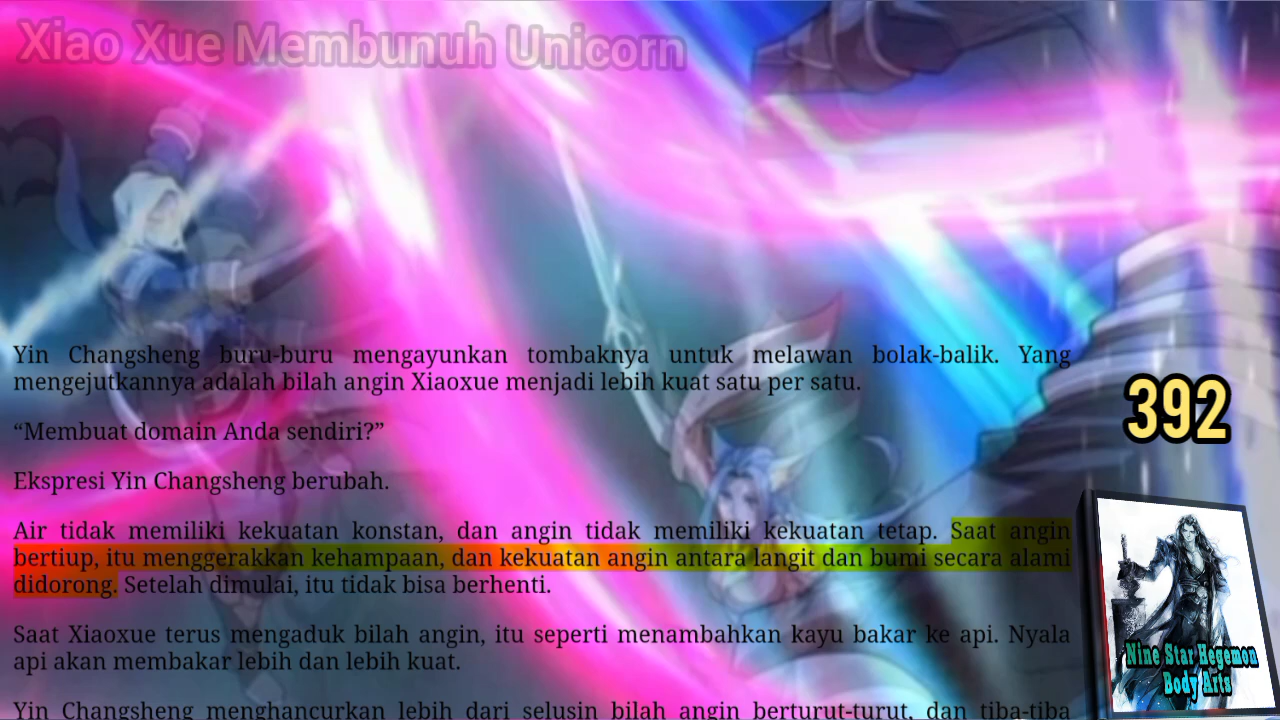 Xiao Xue Membunuh Unicorn
Yin Changsheng buru-buru mengayunkan tombaknya untuk melawan bolak-balik. Yang
mengejutkannya adalah bilah angin Xiaoxue menjadi lebih kuat satu per satu.
“Membuat domain Anda sendiri?”
Ekspresi Yin Changsheng berubah.
Air tidak memiliki kekuatan konstan, dan angin tidak memiliki kekuatan tetap. Saat angin
bertiup, itu menggerakkan kehampaan, dan kekuatan angin antara langit dan bumi secara alami
didorong. Setelah dimulai, itu tidak bisa berhenti.
Saat Xiaoxue terus mengaduk bilah angin, itu seperti menambahkan kayu bakar ke api. Nyala
api akan membakar lebih dan lebih kuat.
Yin Changsheng menghancurkan lebih dari selusin bilah angin berturut-turut, dan tiba-tiba
392
Nine Star Hegemon
Body Arts